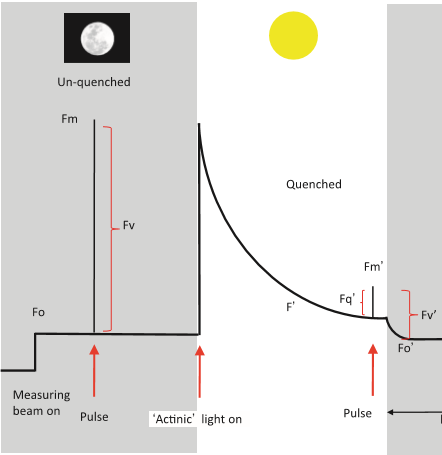 Un-quenched
Fm
Fv
Quenched
Fm'
Fq'
F'
Fv'
Fo
Fo'
Measuring
beam on
Pulse
'Actinic' light on
Pulse